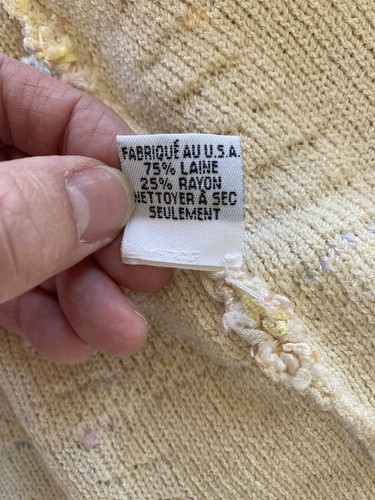 FABRIQUÉ AU U.S.A.
75% LAINE
25% RAYON
NETTOYER À SEC
SEULEMENT